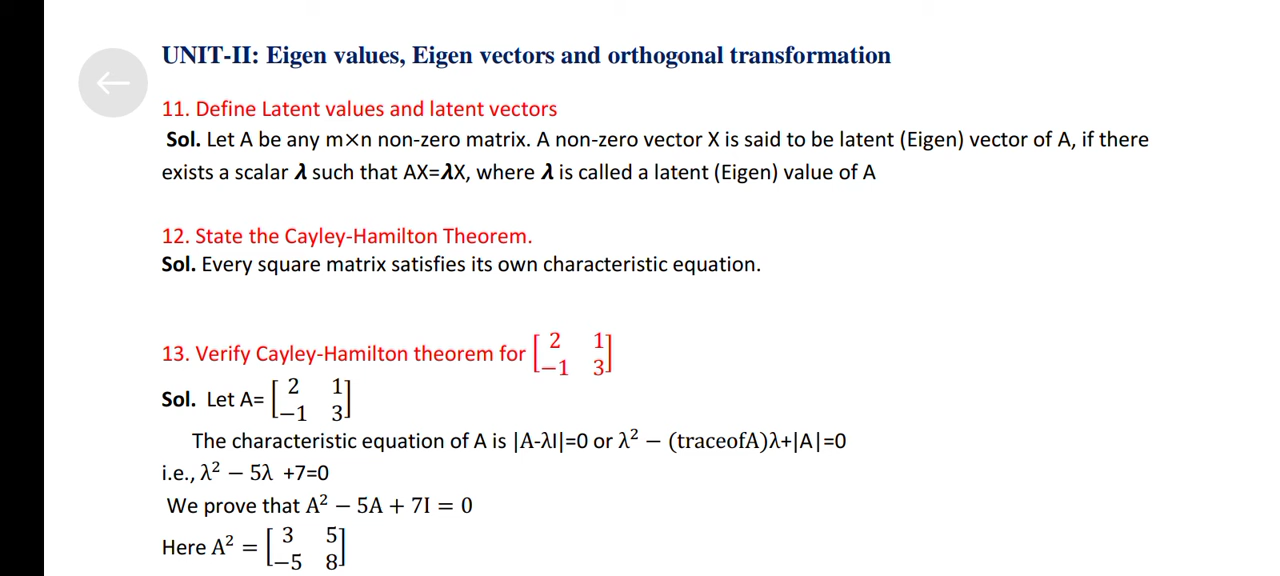 UNIT-II: Eigen values, Eigen vectors and orthogonal transformation
11. Define Latent values and latent vectors
Sol. Let A be any m×n non-zero matrix. A non-zero vector X is said to be latent (Eigen) vector of A, if there
exists a scalar λ such that AX=λX, where λ is called a latent (Eigen) value of A
12. State the Cayley-Hamilton Theorem.
Sol. Every square matrix satisfies its own characteristic equation.
13. Verify Cayley-Hamilton theorem for [2 1
−1 3]
Sol. Let A= [2 1
−1 3]
The characteristic equation of A is |A-λI|=0 or λ² − (traceofA)λ+|A|=0
i.e., λ² − 5λ +7=0
We prove that A² − 5A + 7I = 0
Here A² = [3 5
−5 8]